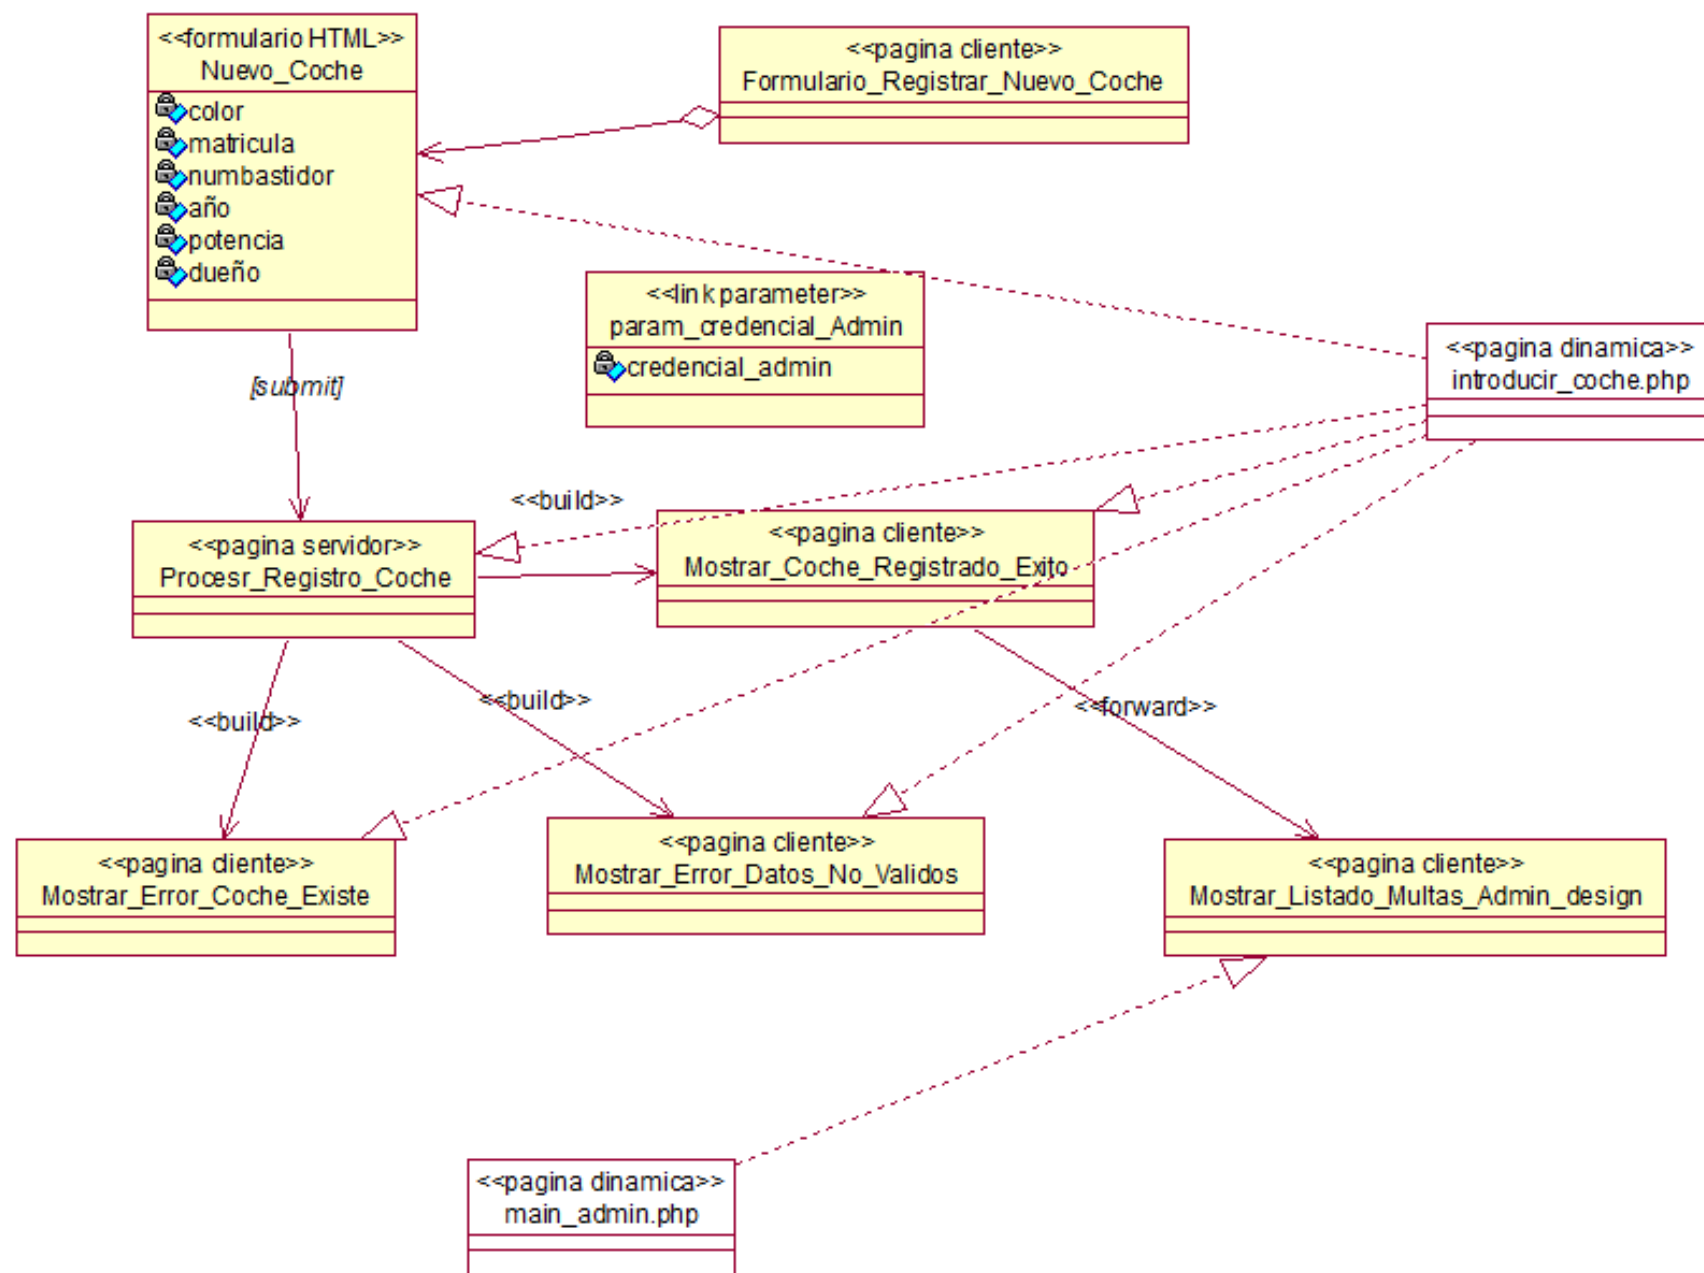 <<formulario HTML>>
Nuevo_Coche
color
matricula
numbastidor
año
potencia
dueño
<<pagina cliente>>
Formulario_Registrar_Nuevo_Coche
<<link parameter>>
param_credencial_Admin
credencial_admin
<<pagina dinamica>>
introducir_coche.php
[submit]
<<build>>
<<pagina servidor>>
Procesr_Registro_Coche
<<pagina cliente>>
Mostrar_Coche_Registrado_Exito
<<build>>
<<build>>
<<forward>>
<<pagina cliente>>
Mostrar_Error_Coche_Existe
<<pagina cliente>>
Mostrar_Error_Datos_No_Validos
<<pagina cliente>>
Mostrar_Listado_Multas_Admin_design
<<pagina dinamica>>
main_admin.php